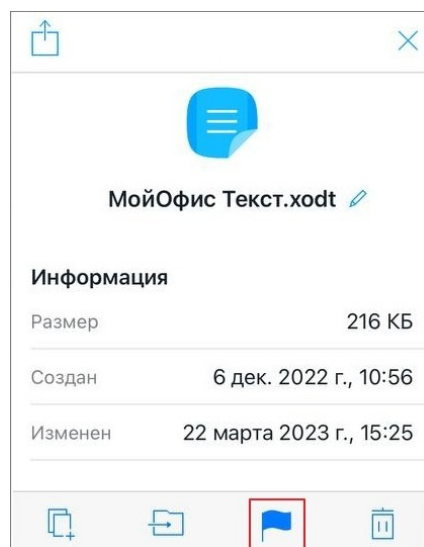 МойОфис Текст.xodt
Информация
Размер 216 КБ
Создан 6 дек. 2022 г., 10:56
Изменен 22 марта 2023 г., 15:25